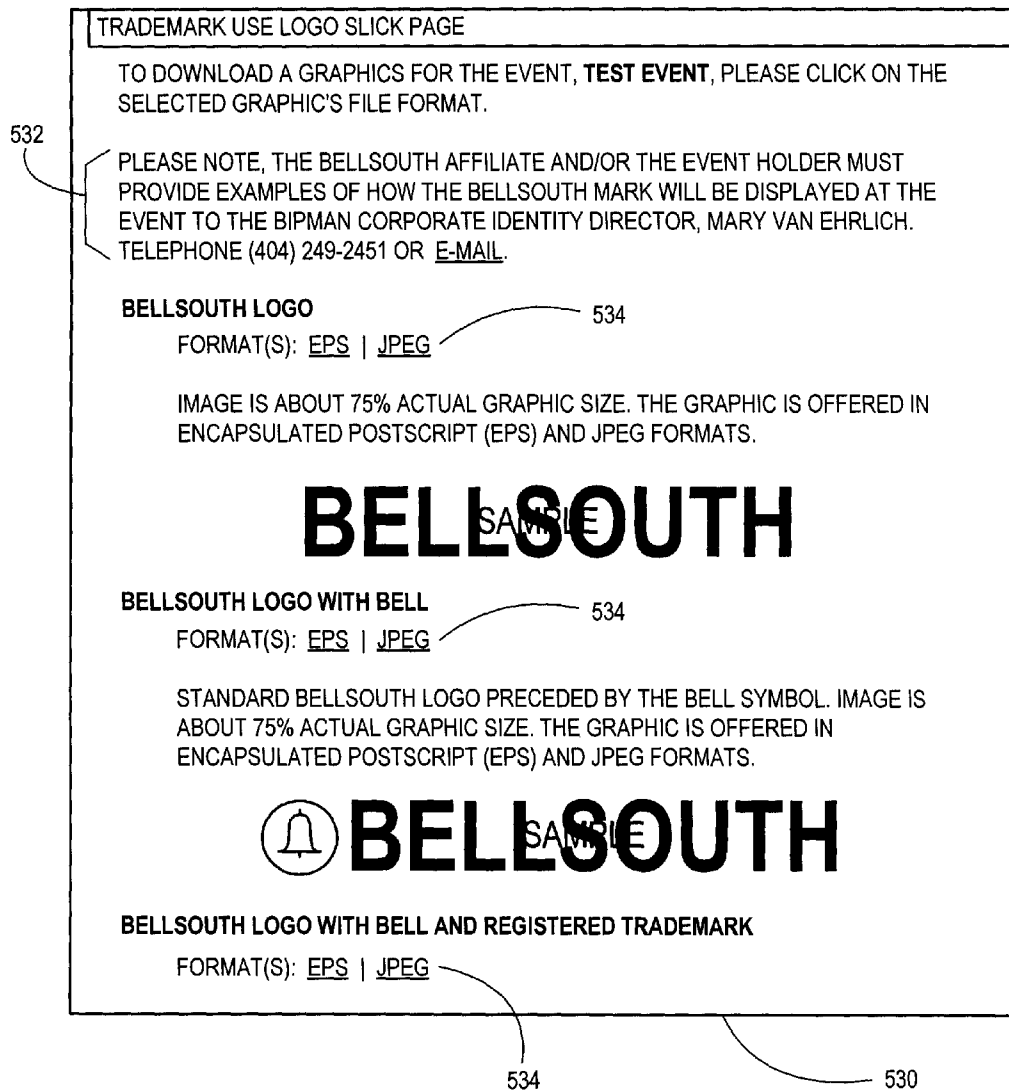 TRADEMARK USE LOGO SLICK PAGE
TO DOWNLOAD A GRAPHICS FOR THE EVENT, TEST EVENT, PLEASE CLICK ON THE
SELECTED GRAPHIC'S FILE FORMAT.
532
PLEASE NOTE, THE BELLSOUTH AFFILIATE AND/OR THE EVENT HOLDER MUST
PROVIDE EXAMPLES OF HOW THE BELLSOUTH MARK WILL BE DISPLAYED AT THE
EVENT TO THE BIPMAN CORPORATE IDENTITY DIRECTOR, MARY VAN EHRLICH.
TELEPHONE (404) 249-2451 OR E-MAIL.
BELLSOUTH LOGO
534
FORMAT(S): EPS | JPEG
IMAGE IS ABOUT 75% ACTUAL GRAPHIC SIZE. THE GRAPHIC IS OFFERED IN
ENCAPSULATED POSTSCRIPT (EPS) AND JPEG FORMATS.
BELLSOUTH
SAMPLE
BELLSOUTH LOGO WITH BELL
534
FORMAT(S): EPS | JPEG
STANDARD BELLSOUTH LOGO PRECEDED BY THE BELL SYMBOL. IMAGE IS
ABOUT 75% ACTUAL GRAPHIC SIZE. THE GRAPHIC IS OFFERED IN
ENCAPSULATED POSTSCRIPT (EPS) AND JPEG FORMATS.
BELLSOUTH
SAMPLE
BELLSOUTH LOGO WITH BELL AND REGISTERED TRADEMARK
FORMAT(S): EPS | JPEG
534
530